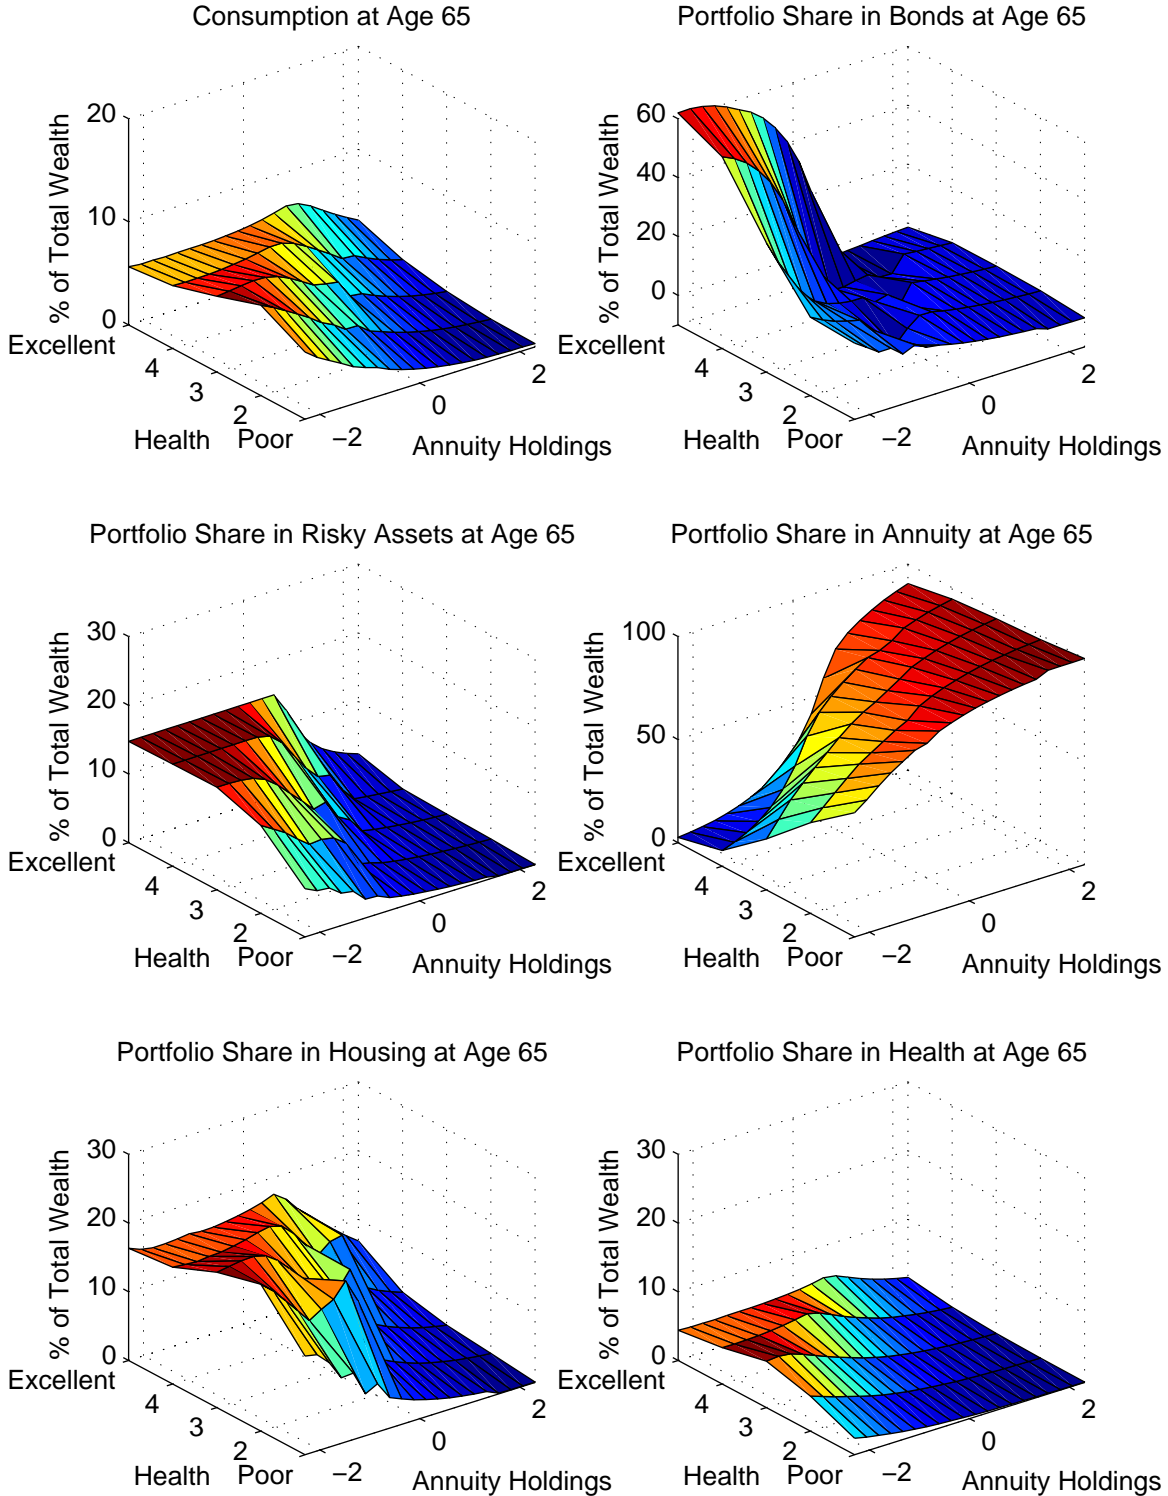 Consumption at Age 65
20
10
0
% of Total Wealth
Excellent
4
3
2
Poor
Health
−2
0
2
Annuity Holdings
Portfolio Share in Bonds at Age 65
60
40
20
0
% of Total Wealth
Excellent
4
3
2
Poor
Health
−2
0
2
Annuity Holdings
Portfolio Share in Risky Assets at Age 65
30
20
10
0
% of Total Wealth
Excellent
4
3
2
Poor
Health
−2
0
2
Annuity Holdings
Portfolio Share in Annuity at Age 65
100
50
0
% of Total Wealth
Excellent
4
3
2
Poor
Health
−2
0
2
Annuity Holdings
Portfolio Share in Housing at Age 65
30
20
10
0
% of Total Wealth
Excellent
4
3
2
Poor
Health
−2
0
2
Annuity Holdings
Portfolio Share in Health at Age 65
30
20
10
0
% of Total Wealth
Excellent
4
3
2
Poor
Health
−2
0
2
Annuity Holdings